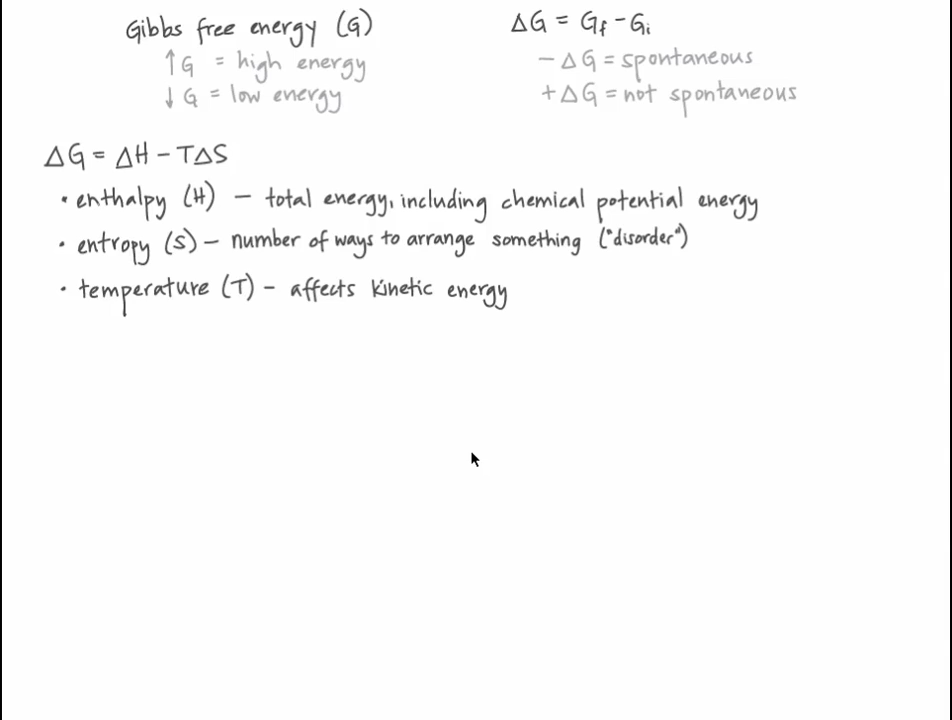 Gibbs free energy (G)
↑G = high energy
↓G = low energy
ΔG = Gf - Gi
- ΔG = spontaneous
+ ΔG = not spontaneous
ΔG = ΔH - TΔS
• enthalpy (H) - total energy, including chemical potential energy
• entropy (S) - number of ways to arrange something ("disorder")
• temperature (T) - affects kinetic energy